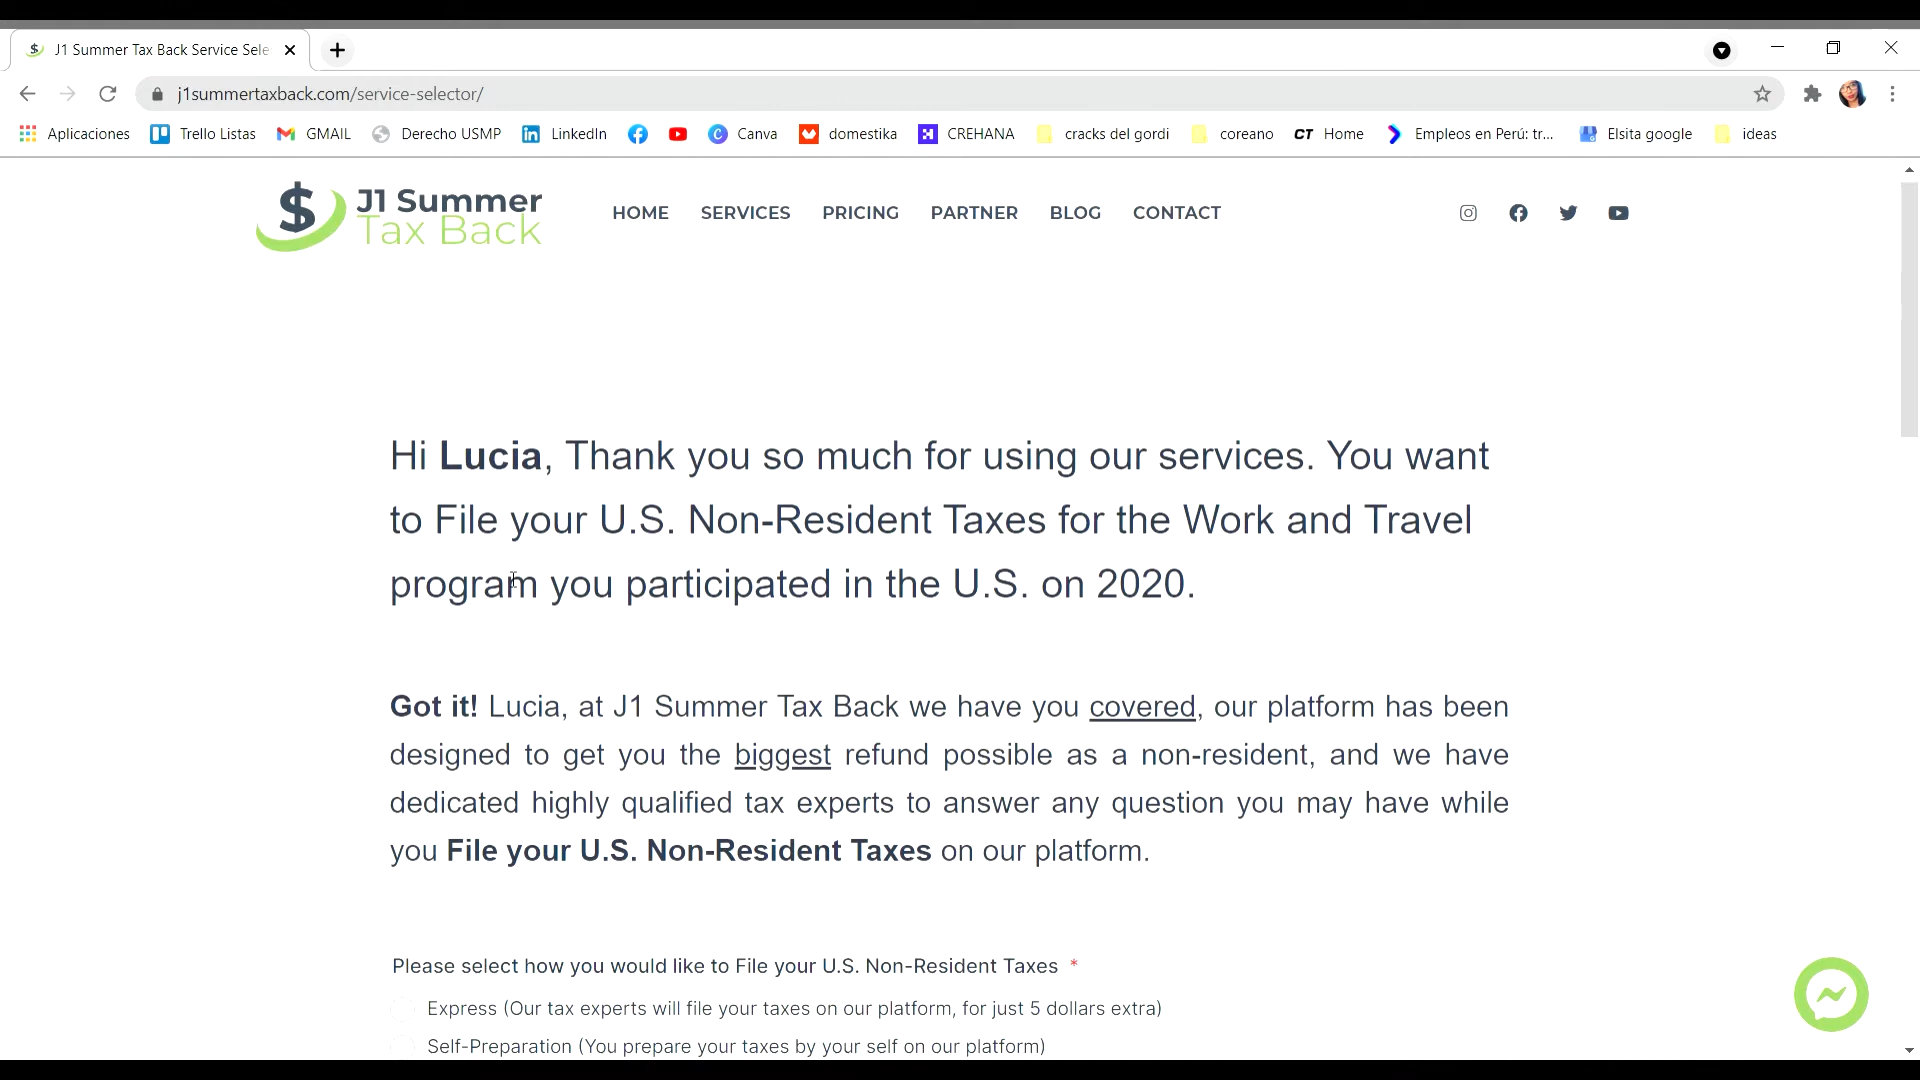 J1 Summer Tax Back Service Sele
j1summertaxback.com/service-selector/
Aplicaciones Trello Listas GMAIL Derecho USMP LinkedIn Canva domestika CREHANA cracks del gordi coreano CT Home Empleos en Perú: tr... Elsita google ideas
J1 Summer
Tax Back
HOME SERVICES PRICING PARTNER BLOG CONTACT
Hi Lucia, Thank you so much for using our services. You want
to File your U.S. Non-Resident Taxes for the Work and Travel
program you participated in the U.S. on 2020.
Got it! Lucia, at J1 Summer Tax Back we have you covered, our platform has been
designed to get you the biggest refund possible as a non-resident, and we have
dedicated highly qualified tax experts to answer any question you may have while
you File your U.S. Non-Resident Taxes on our platform.
Please select how you would like to File your U.S. Non-Resident Taxes *
Express (Our tax experts will file your taxes on our platform, for just 5 dollars extra)
Self-Preparation (You prepare your taxes by your self on our platform)